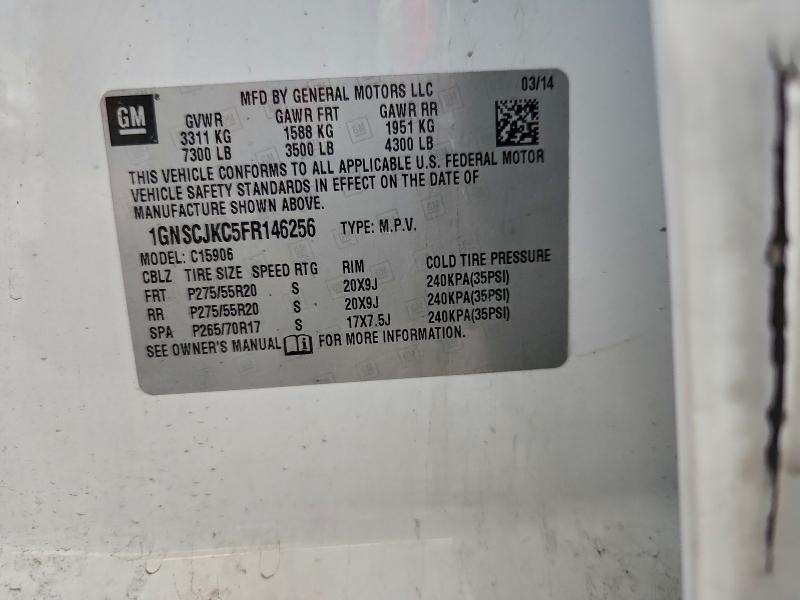 GM
MFD BY GENERAL MOTORS LLC 03/14
GVWR GAWR FRT GAWR RR
3311 KG 1588 KG 1951 KG
7300 LB 3500 LB 4300 LB
THIS VEHICLE CONFORMS TO ALL APPLICABLE U.S. FEDERAL MOTOR
VEHICLE SAFETY STANDARDS IN EFFECT ON THE DATE OF
MANUFACTURE SHOWN ABOVE.
1GNSCJKC5FR146256 TYPE: M.P.V.
MODEL: C15906
CBLZ TIRE SIZE SPEED RTG RIM COLD TIRE PRESSURE
FRT P275/55R20 S 20X9J 240KPA(35PSI)
RR P275/55R20 S 20X9J 240KPA(35PSI)
SPA P265/70R17 S 17X7.5J 240KPA(35PSI)
SEE OWNER'S MANUAL FOR MORE INFORMATION.